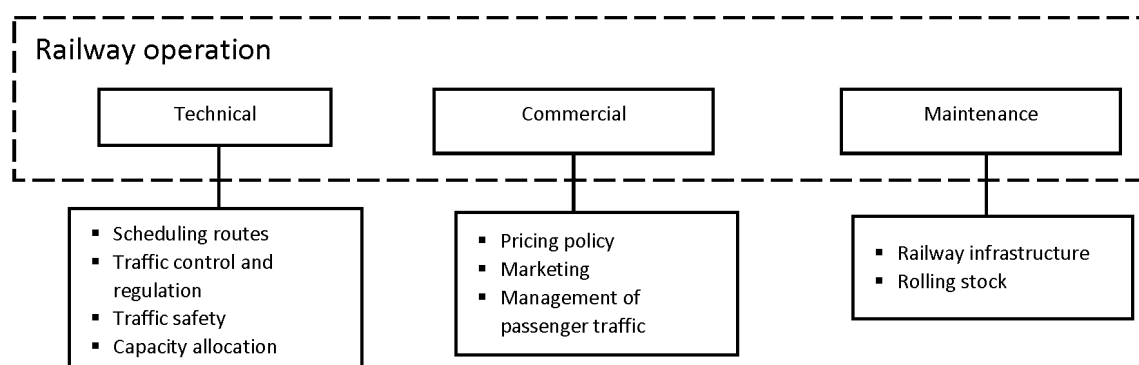 Railway operation
Technical
Commercial
Maintenance
▪ Scheduling routes
▪ Traffic control and
regulation
▪ Traffic safety
▪ Capacity allocation
▪ Pricing policy
▪ Marketing
▪ Management of
passenger traffic
▪ Railway infrastructure
▪ Rolling stock